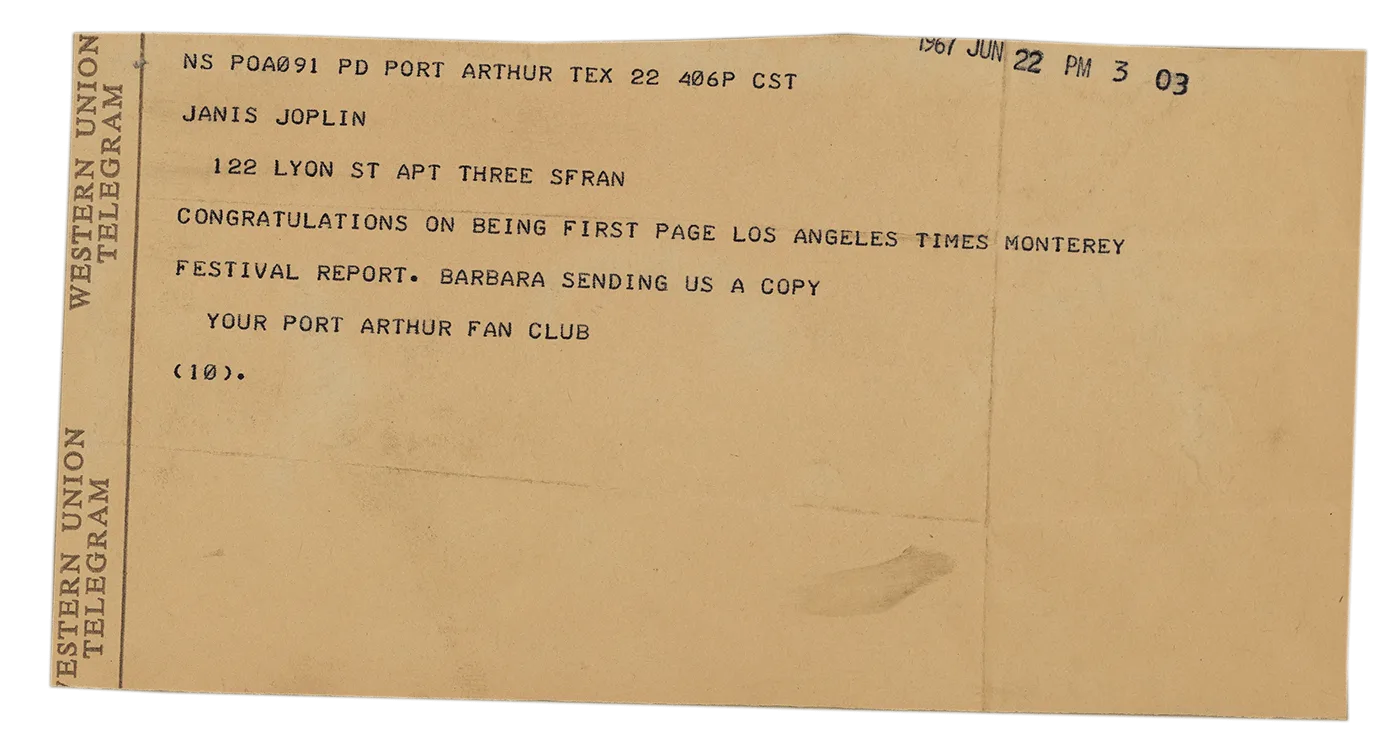 1967 JUN 22 PM 3 03
NS POA091 PD PORT ARTHUR TEX 22 406P CST
JANIS JOPLIN
122 LYON ST APT THREE SFRAN
CONGRATULATIONS ON BEING FIRST PAGE LOS ANGELES TIMES MONTEREY
FESTIVAL REPORT. BARBARA SENDING US A COPY
YOUR PORT ARTHUR FAN CLUB
(10).
WESTERN UNION
TELEGRAM
WESTERN UNION
TELEGRAM